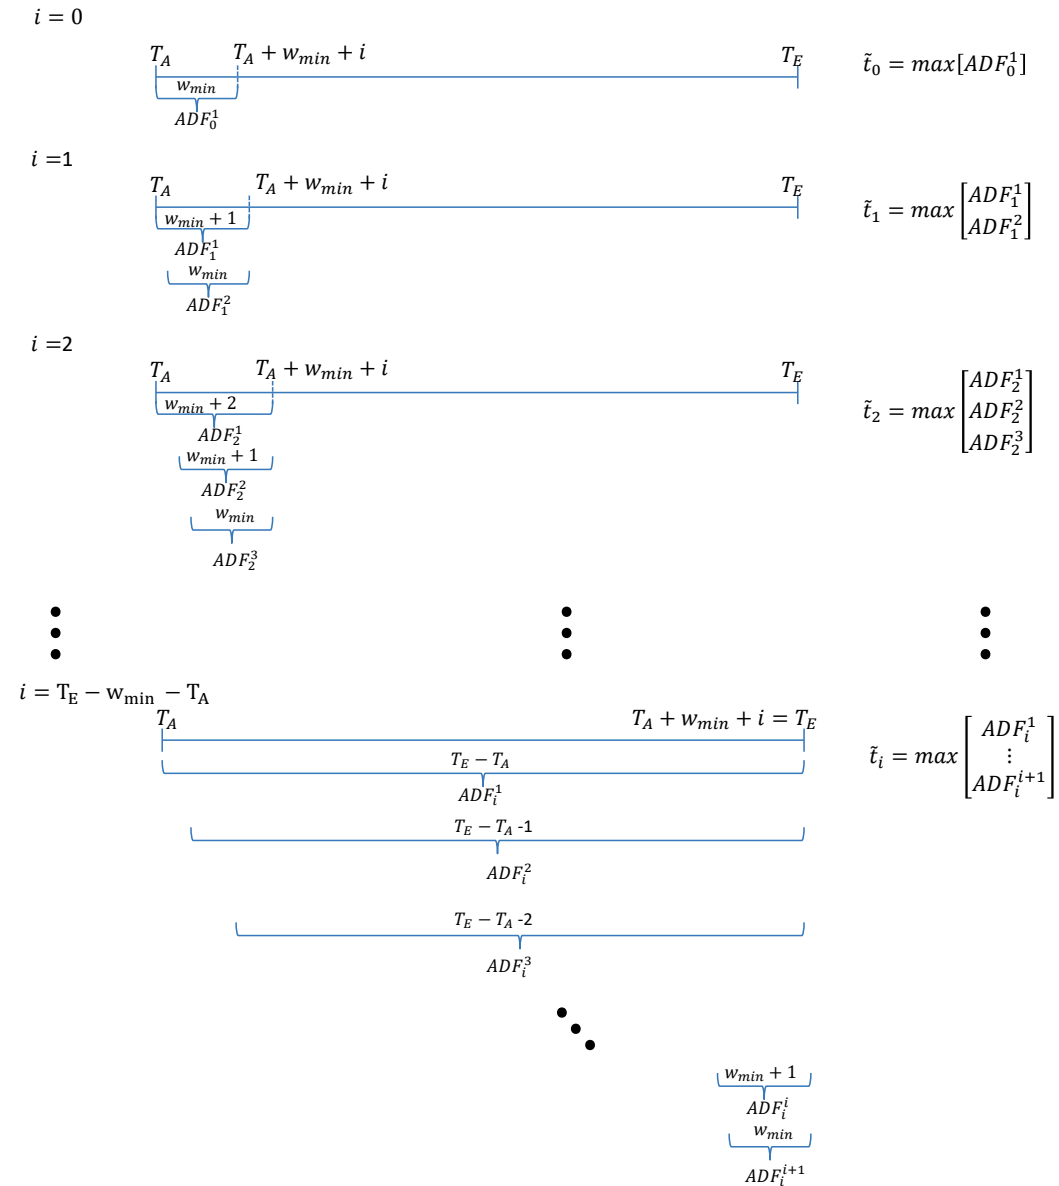 i = 0
T_A T_A + w_min + i T_E
w_min
ADF_0^1
t̃_0 = max[ADF_0^1]
i =1
T_A T_A + w_min + i T_E
w_min + 1
ADF_1^1
w_min
ADF_1^2
t̃_1 = max [ADF_1^1
ADF_1^2]
i =2
T_A T_A + w_min + i T_E
w_min + 2
ADF_2^1
w_min + 1
ADF_2^2
w_min
ADF_2^3
t̃_2 = max [ADF_2^1
ADF_2^2
ADF_2^3]
i = T_E − w_min − T_A
T_A T_A + w_min + i = T_E
T_E − T_A
ADF_i^1
t̃_i = max [ADF_i^1
⋮
ADF_i^{i+1}]
T_E − T_A -1
ADF_i^2
T_E − T_A -2
ADF_i^3
w_min + 1
ADF_i^i
w_min
ADF_i^{i+1}